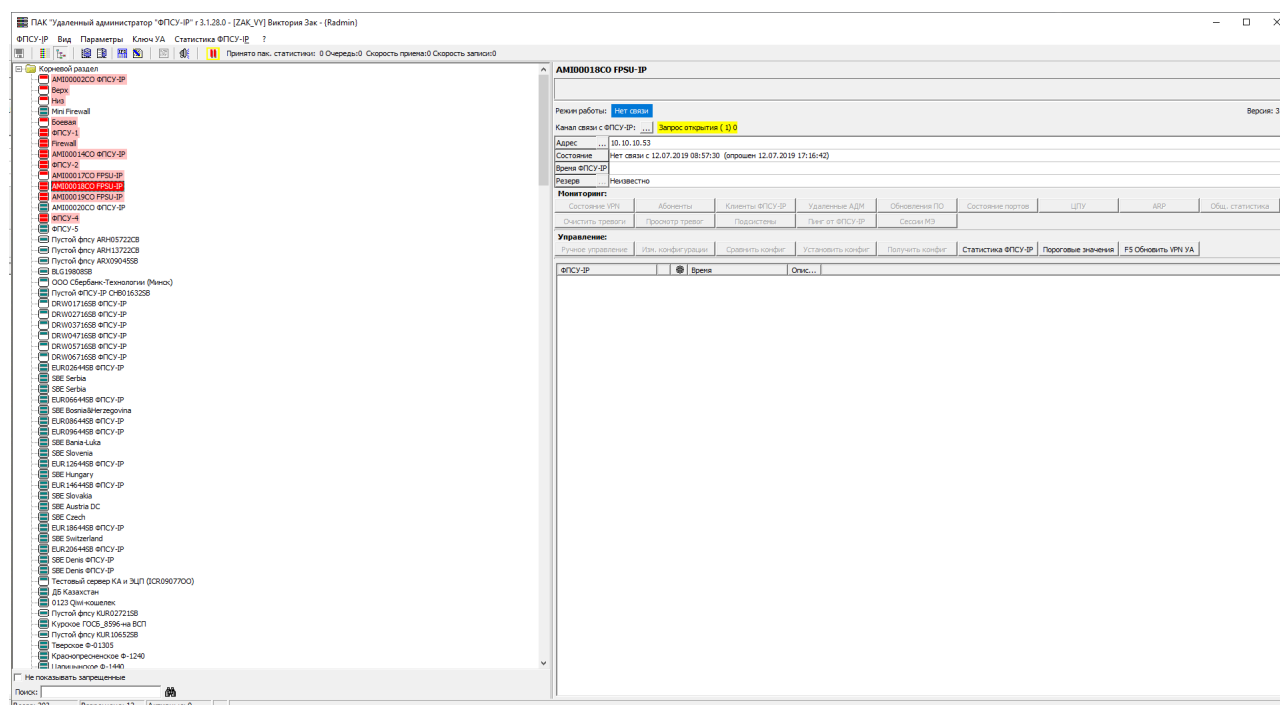 ПАК "Удаленный администратор "ФПСУ-IP" r 3.1.28.0 - [ZAK_VY] Виктория Зак - (Radmin)
ФПСУ-IP Вид Параметры Ключ УА Статистика ФПСУ-IP ?
Принято пак. статистики: 0 Очередь:0 Скорость приема:0 Скорость записи:0
Корневой раздел
AMI00002CO ФПСУ-IP
Верх
Низ
Mini Firewall
Боевая
ФПСУ-1
Firewall
AMI00014CO ФПСУ-IP
ФПСУ-2
AMI00017CO FPSU-IP
AMI00018CO FPSU-IP
AMI00019CO FPSU-IP
AMI00020CO ФПСУ-IP
ФПСУ-4
ФПСУ-5
Пустой фпсу ARH05722CB
Пустой фпсу ARH13722CB
Пустой фпсу ARX09045SB
BLG19808SB
ООО Сбербанк-Технологии (Минск)
Пустой ФПСУ-IP CHB01632SB
DRW01716SB ФПСУ-IP
DRW02716SB ФПСУ-IP
DRW03716SB ФПСУ-IP
DRW04716SB ФПСУ-IP
DRW05716SB ФПСУ-IP
DRW06716SB ФПСУ-IP
EUR02644SB ФПСУ-IP
SBE Serbia
SBE Serbia
EUR06644SB ФПСУ-IP
SBE Bosnia&Herzegovina
EUR08644SB ФПСУ-IP
EUR09644SB ФПСУ-IP
SBE Bania-Luka
SBE Slovenia
EUR12644SB ФПСУ-IP
SBE Hungary
EUR14644SB ФПСУ-IP
SBE Slovakia
SBE Austria DC
SBE Czech
EUR18644SB ФПСУ-IP
SBE Switzerland
EUR20644SB ФПСУ-IP
SBE Denis ФПСУ-IP
SBE Denis ФПСУ-IP
Тестовый сервер КА и ЭЦП (ICR09077OO)
ДБ Казахстан
0123 Qiwi-кошелек
Пустой фпсу KUR02721SB
Курское ГОСБ_8596-на ВСП
Пустой фпсу KUR10652SB
Тверское Ф-01305
Краснопресненское Ф-1240
Царицынское Ф-1440
Не показывать запрещенные
Поиск:
AMI00018CO FPSU-IP
Режим работы: Нет связи Версия: 3
Канал связи с ФПСУ-IP: ... Запрос открытия ( 1) 0
Адрес ... 10.10.10.53
Состояние Нет связи с 12.07.2019 08:57:30 (опрошен 12.07.2019 17:16:42)
Время ФПСУ-IP
Резерв ... Неизвестно
Мониторинг:
Состояние VPN Абоненты Клиенты ФПСУ-IP Удаленные АДМ Обновления ПО Состояние портов ЦПУ ARP Общ. статистика
Очистить тревоги Просмотр тревог Подсистемы Пинг от ФПСУ-IP Сессии МЭ
Управление:
Ручное управление Изм. конфигурации Сравнить конфиг Установить конфиг Получить конфиг Статистика ФПСУ-IP Пороговые значения F5 Обновить VPN УА
ФПСУ-IP Время Опис...